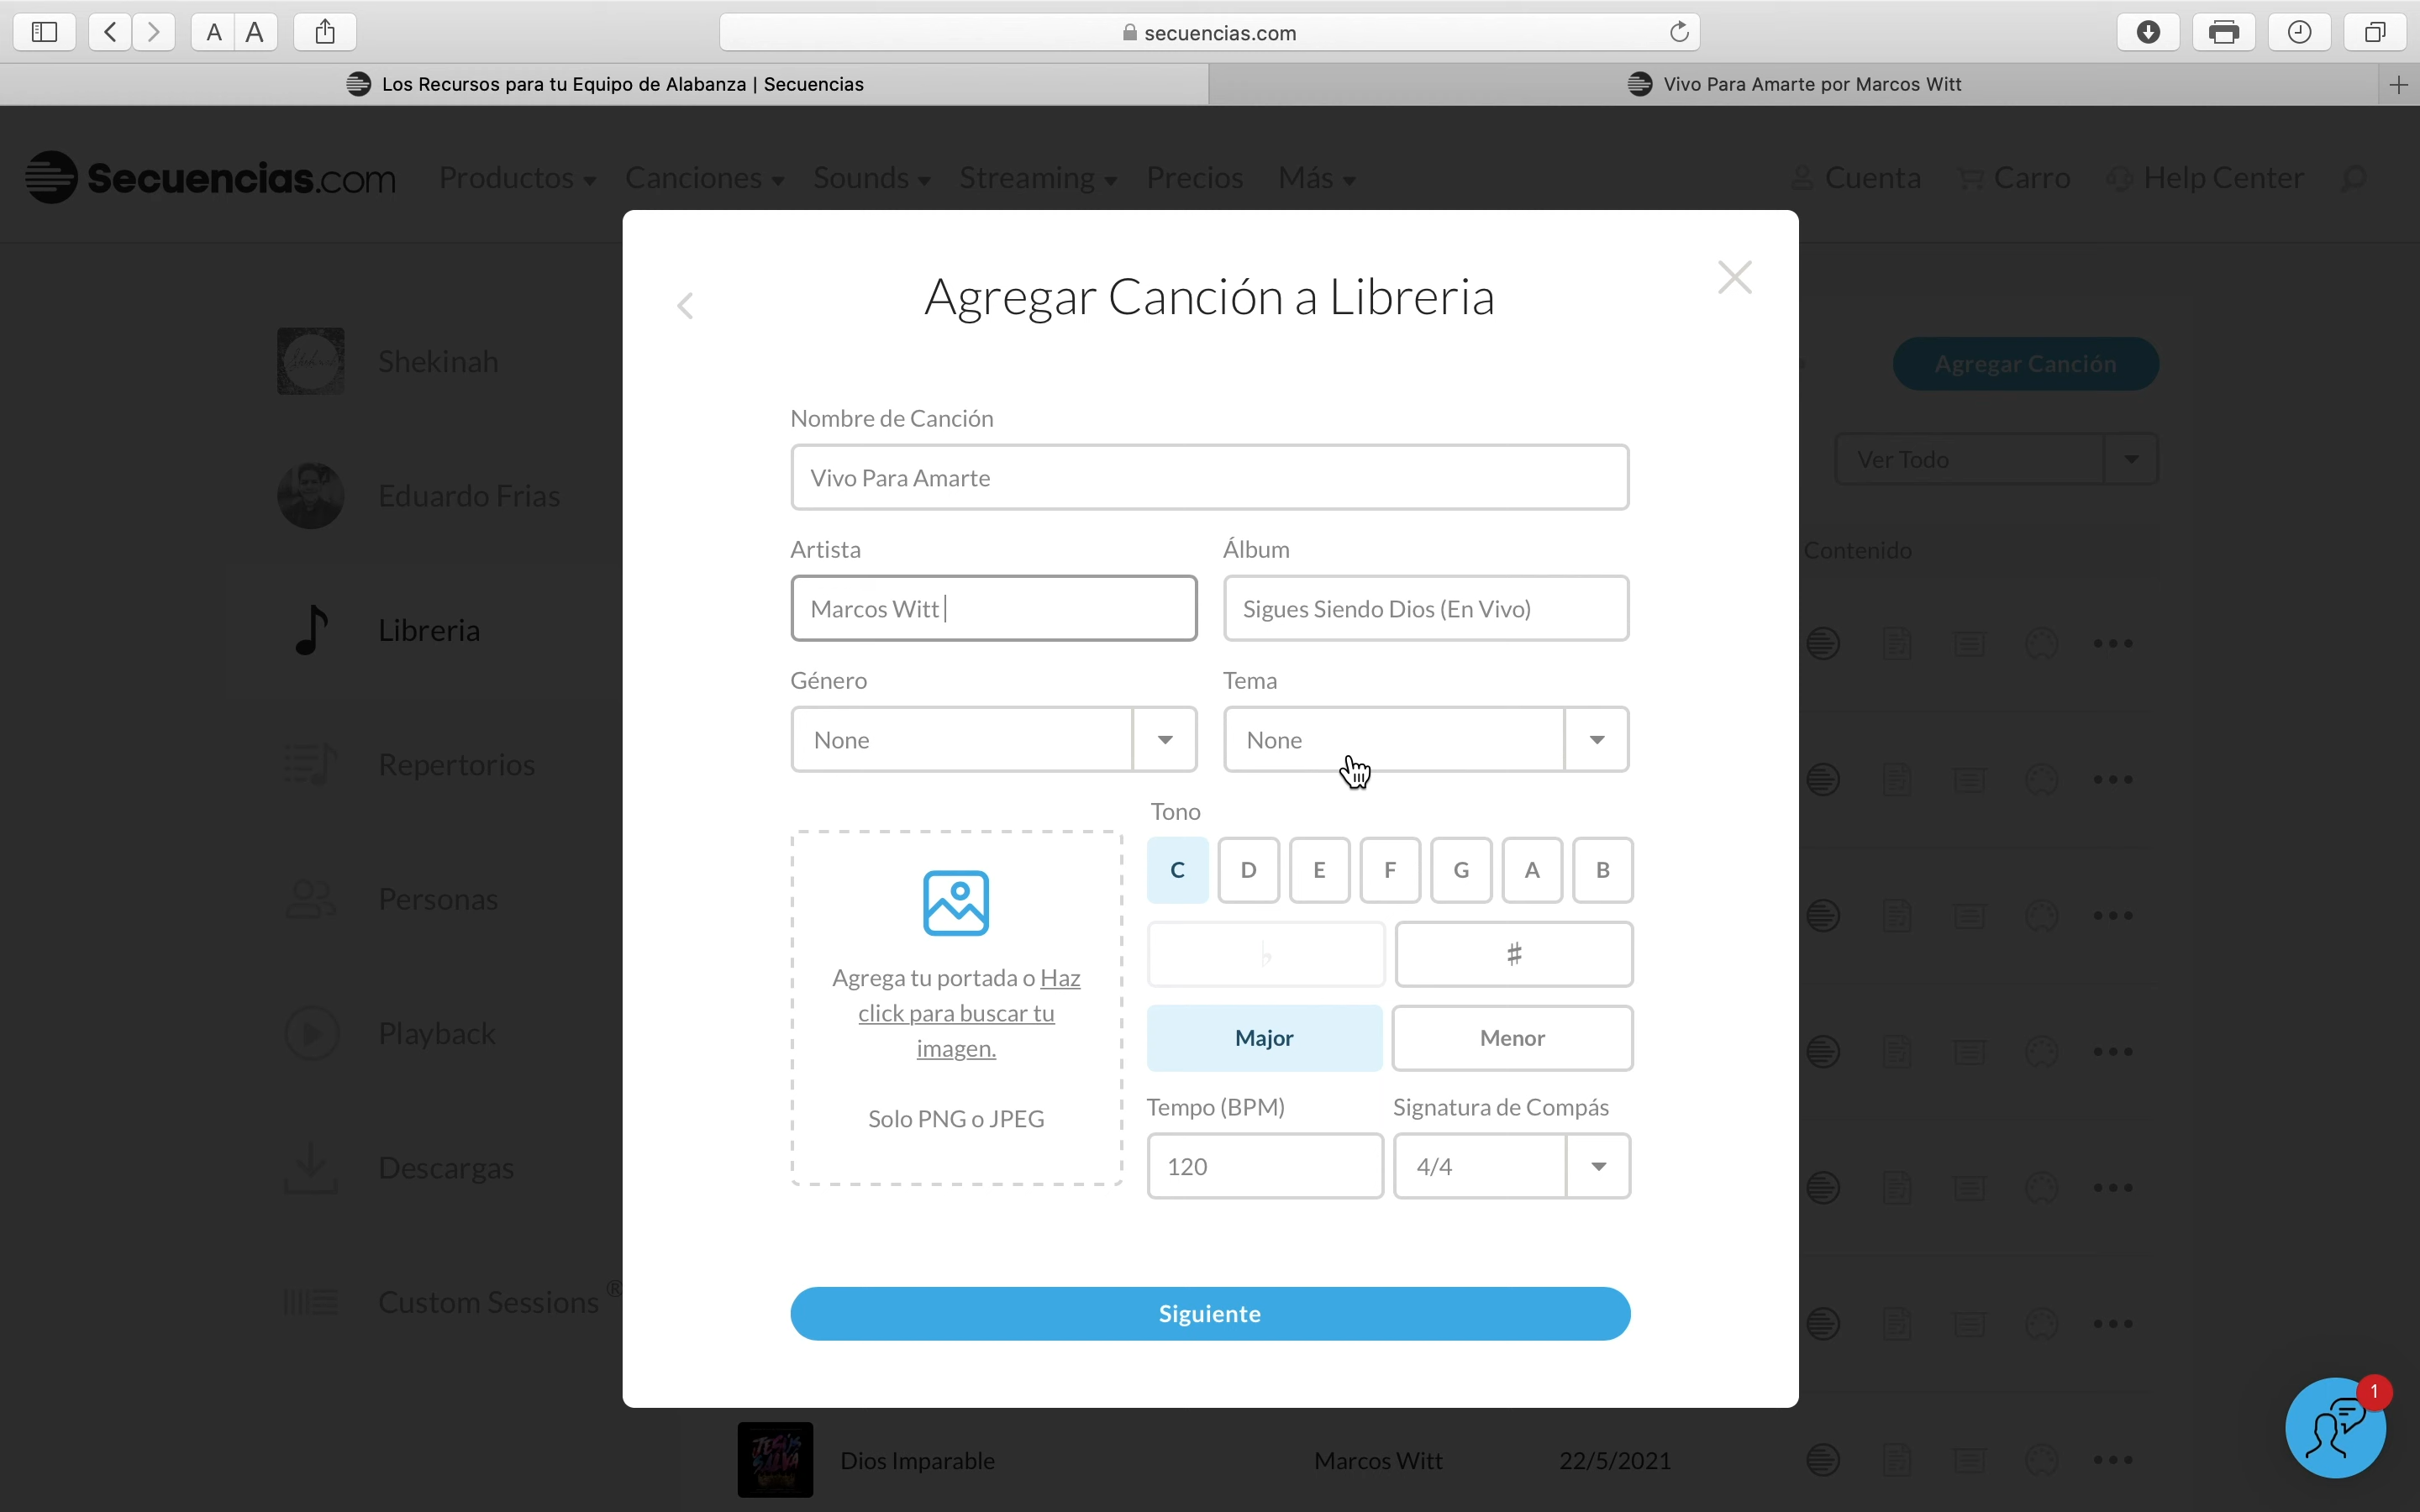 A A
secuencias.com
Los Recursos para tu Equipo de Alabanza | Secuencias
Vivo Para Amarte por Marcos Witt
Secuencias.com
Productos
Canciones
Sounds
Streaming
Precios
Más
Cuenta
Carro
Help Center
Agregar Canción a Libreria
Shekinah
Agregar Canción
Nombre de Canción
Vivo Para Amarte
Ver Todo
Eduardo Frías
Artista
Álbum
Contenido
Marcos Witt
Sigues Siendo Dios (En Vivo)
Libreria
Género
Tema
None
None
Repertorios
Tono
C D E F G A B
Personas
♭ ♯
Agrega tu portada o Haz
click para buscar tu
imagen.
Major
Menor
Playback
Solo PNG o JPEG
Tempo (BPM)
Signatura de Compás
120
4/4
Descargas
Custom Sessions ®
Siguiente
1
TESÚS
SALVA
Dios Imparable
Marcos Witt
22/5/2021